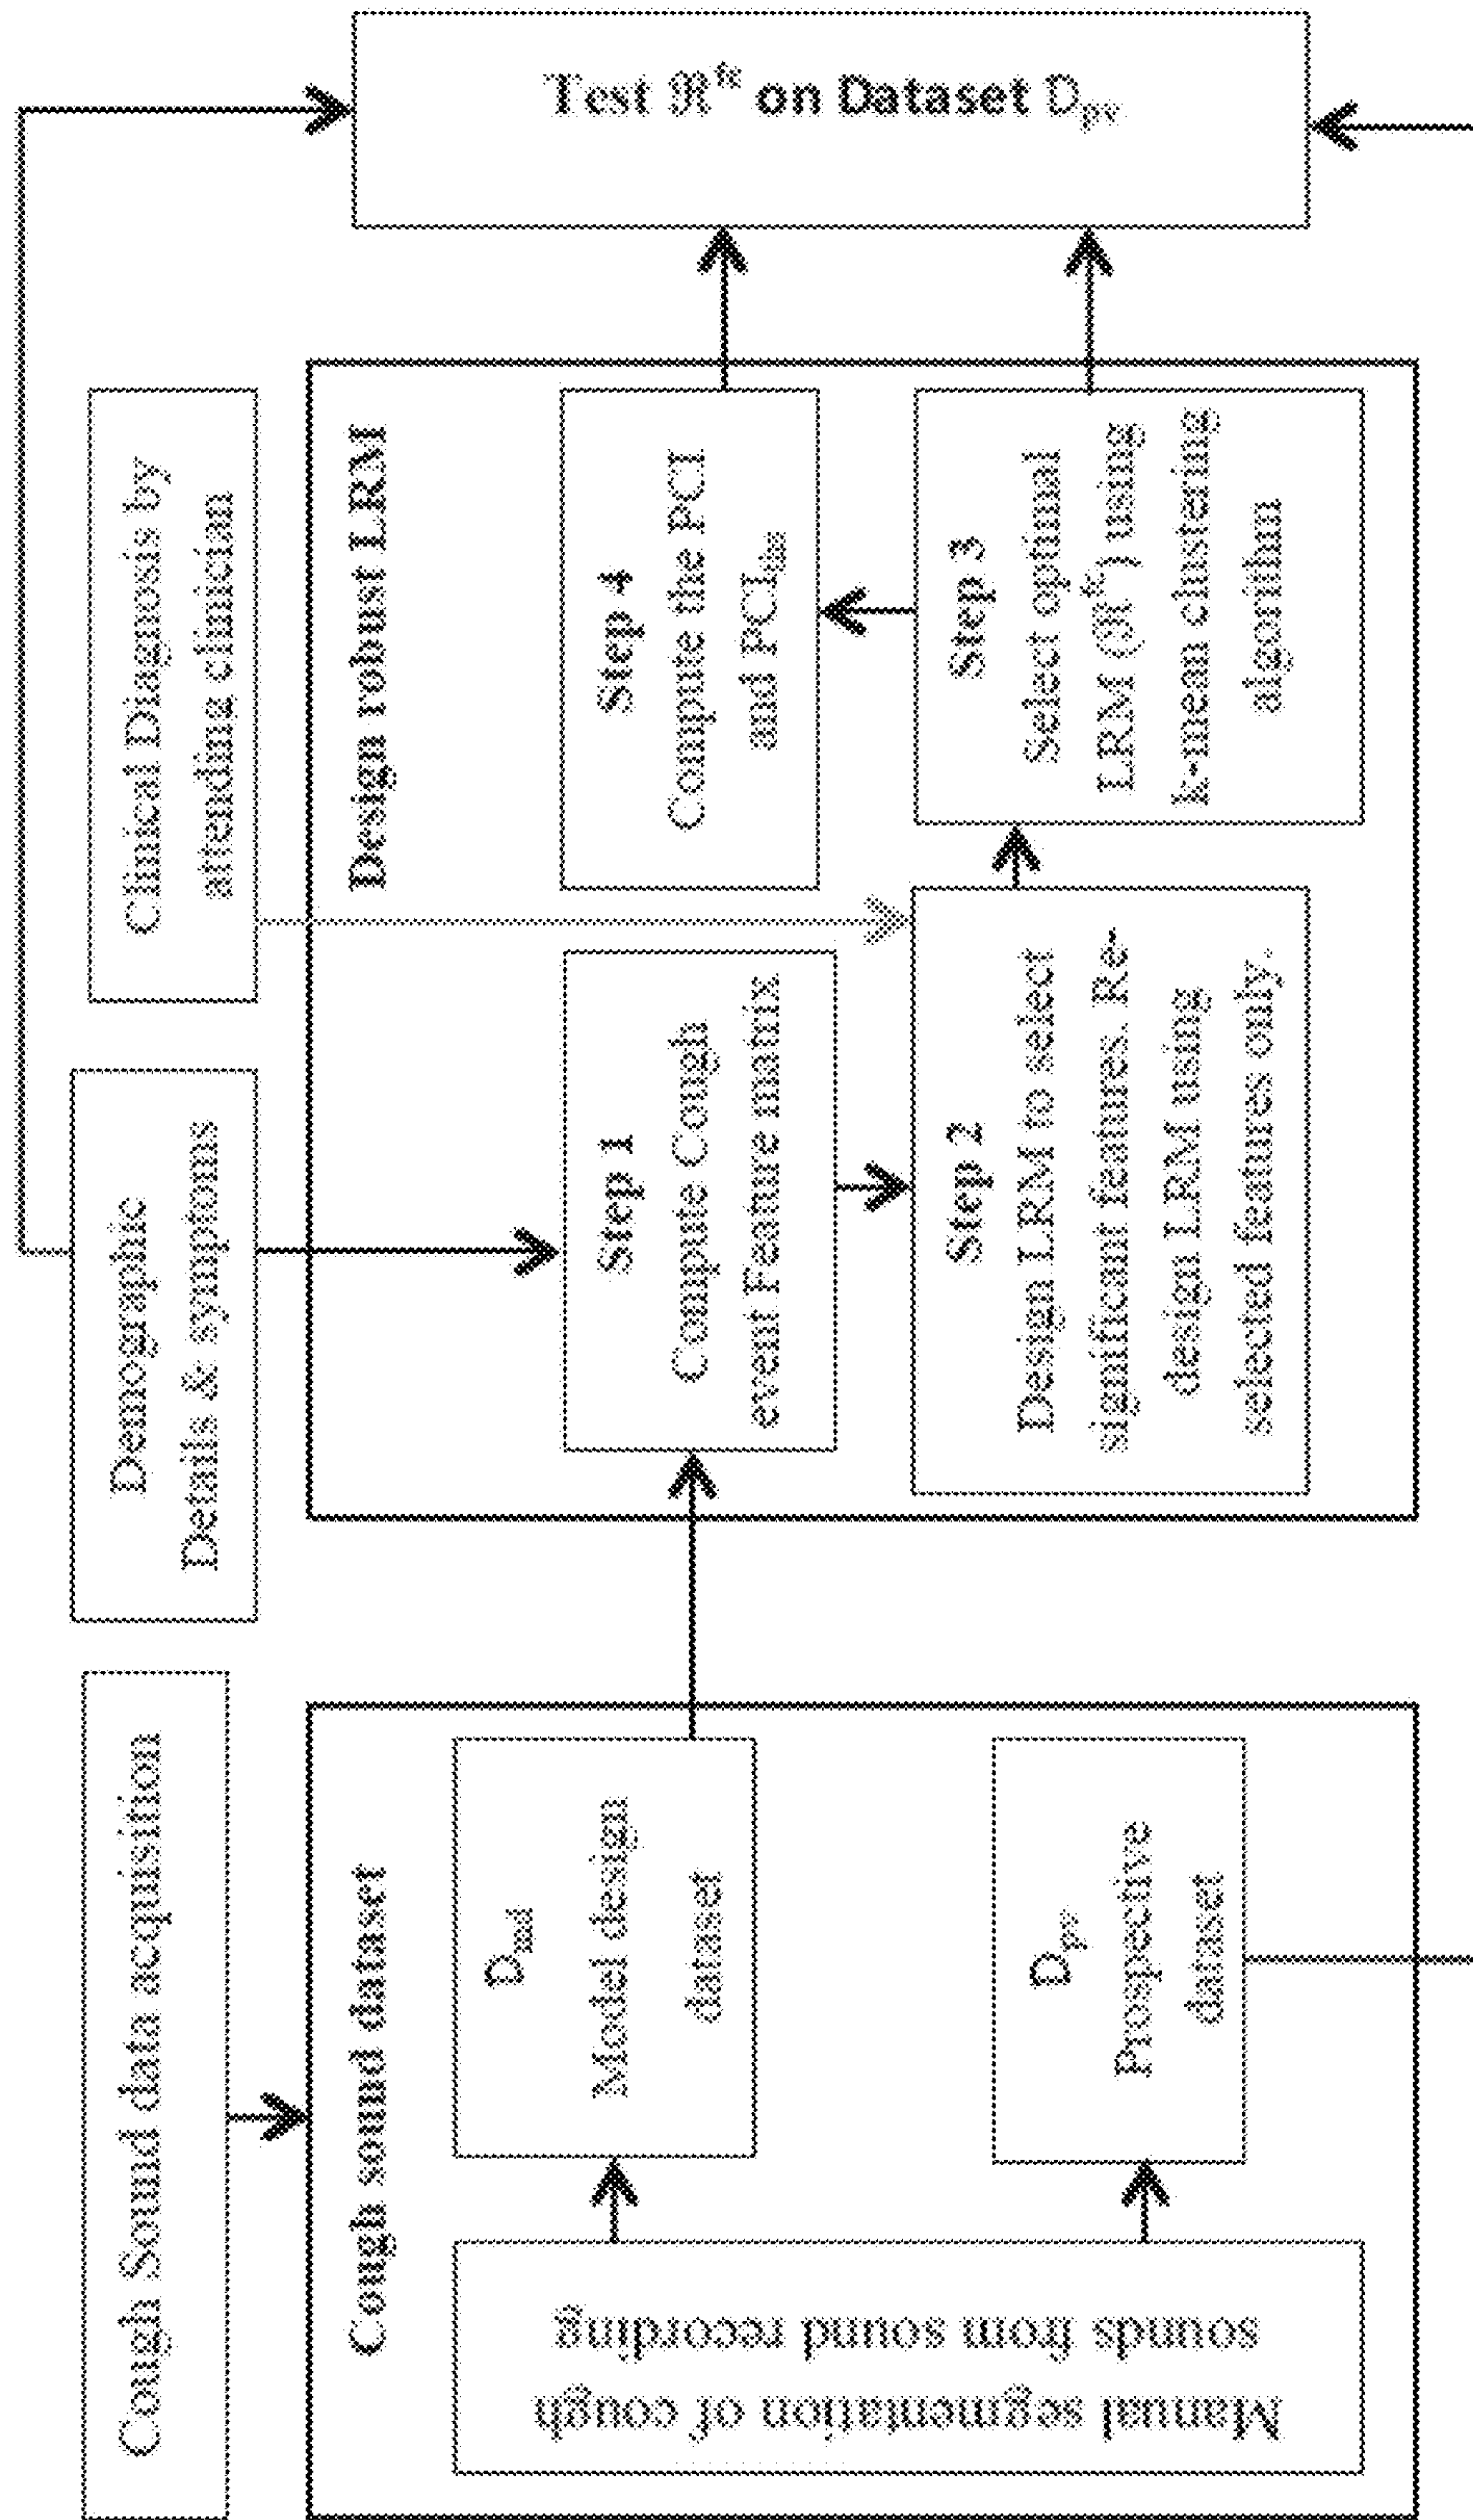 Cough Sound data acquisition
Demographic
Details & symptoms
Clinical Diagnosis by
attending clinician
Cough sound dataset
Manual segmentation of cough
sounds from sound recording
D_md
Model design
dataset
D_pv
Prospective
dataset
Design robust LRM
Step 1
Compute Cough
event Feature matrix
Step 2
Design LRM to select
significant features. Re-
design LRM using
selected features only.
Step 3
Select optimal
LRM (ℜ^fc) using
k-mean clustering
algorithm
Step 4
Compute the PCI
and PCI
Test ℜ on Dataset D_pv